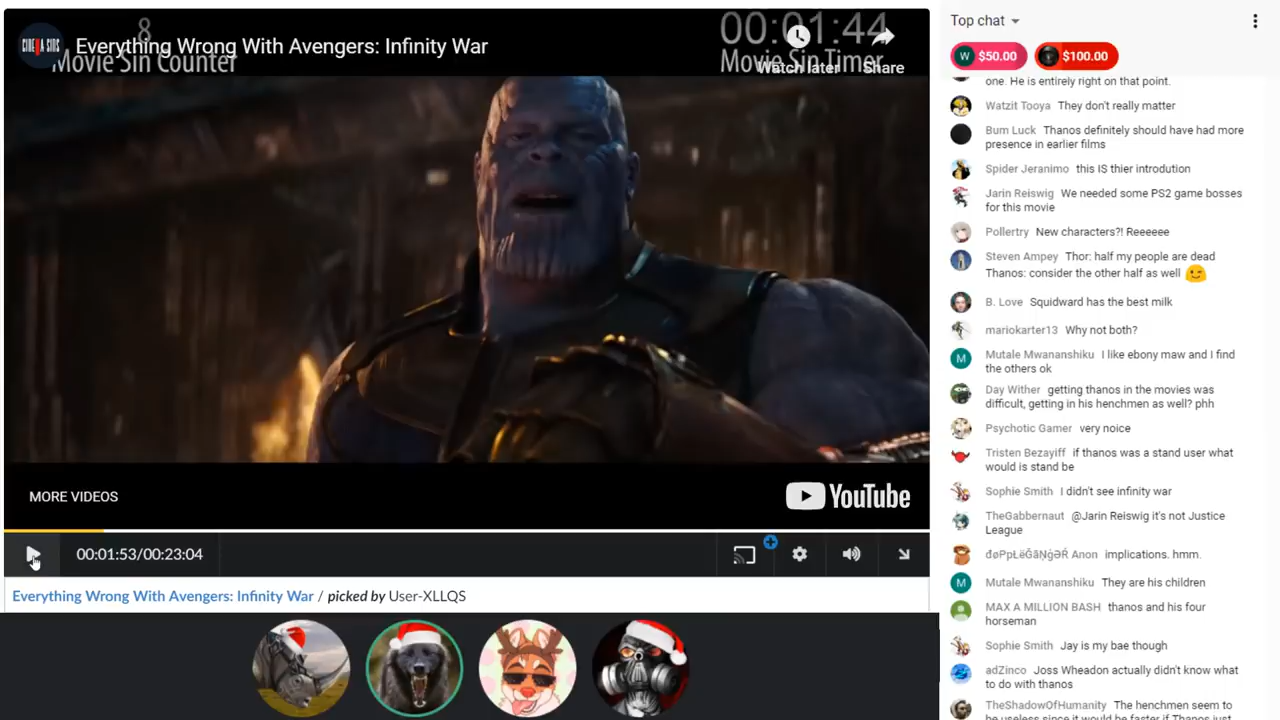 8
00:01:44
CINEMA SINS
Everything Wrong With Avengers: Infinity War
Movie Sin Counter
Movie Sin Timer
Watch later
Share
MORE VIDEOS
YouTube
00:01:53/00:23:04
Everything Wrong With Avengers: Infinity War / picked by User-XLLQS
Top chat
W $50.00
$100.00
one. He is entirely right on that point.
Watzit Tooya They don't really matter
Bum Luck Thanos definitely should have had more
presence in earlier films
Spider Jeranimo this IS thier introdution
Jarin Reiswig We needed some PS2 game bosses
for this movie
Pollertry New characters?! Reeeeee
Steven Ampey Thor: half my people are dead
Thanos: consider the other half as well 😉
B. Love Squidward has the best milk
mariokarter13 Why not both?
M
Mutale Mwananshiku I like ebony maw and I find
the others ok
Day Wither getting thanos in the movies was
difficult, getting in his henchmen as well? phh
Psychotic Gamer very noice
Tristen Bezayiff if thanos was a stand user what
would is stand be
Sophie Smith I didn't see infinity war
TheGabbernaut @Jarin Reiswig it's not Justice
League
Anon implications. hmm.
M
Mutale Mwananshiku They are his children
MAX A MILLION BASH thanos and his four
horseman
Sophie Smith Jay is my bae though
adZinco Joss Wheadon actually didn't know what
to do with thanos
TheShadowOfHumanity The henchmen seem to
be useless since it would be faster if Thanos just